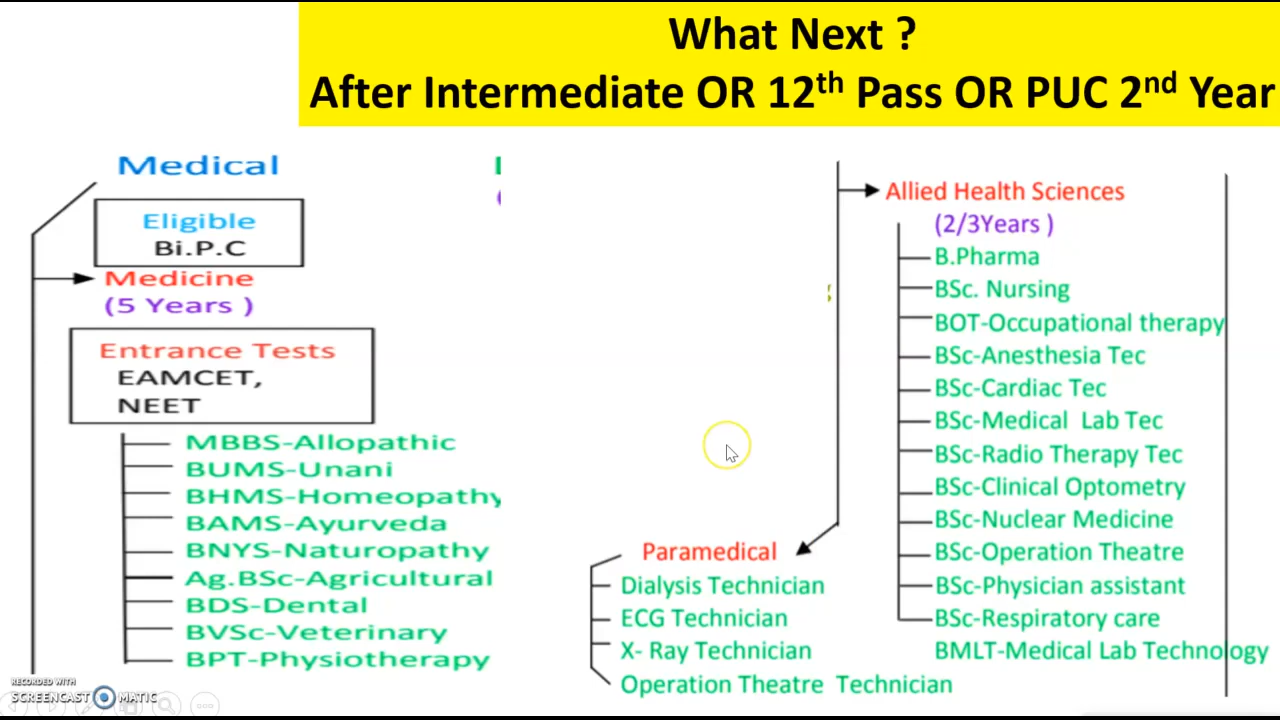 What Next ?
After Intermediate OR 12th Pass OR PUC 2nd Year
Medical
Eligible
Bi.P.C
Medicine
(5 Years )
Entrance Tests
EAMCET,
NEET
MBBS-Allopathic
BUMS-Unani
BHMS-Homeopathy
BAMS-Ayurveda
BNYS-Naturopathy
Ag.BSc-Agricultural
BDS-Dental
BVSc-Veterinary
BPT-Physiotherapy
Paramedical
Dialysis Technician
ECG Technician
X- Ray Technician
Operation Theatre Technician
Allied Health Sciences
(2/3Years )
B.Pharma
BSc. Nursing
BOT-Occupational therapy
BSc-Anesthesia Tec
BSc-Cardiac Tec
BSc-Medical Lab Tec
BSc-Radio Therapy Tec
BSc-Clinical Optometry
BSc-Nuclear Medicine
BSc-Operation Theatre
BSc-Physician assistant
BSc-Respiratory care
BMLT-Medical Lab Technology
RECORDED WITH
SCREENCAST MATIC